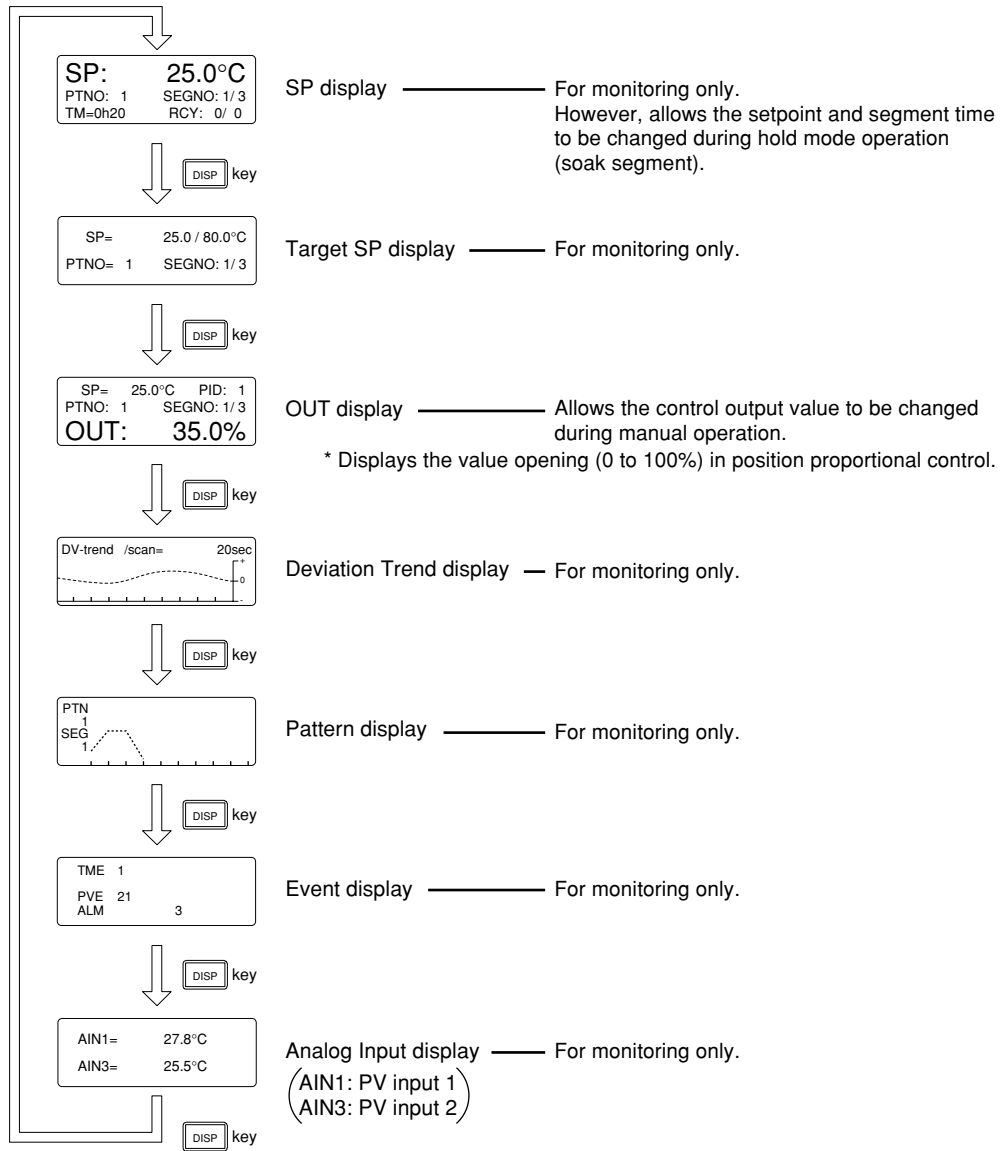 SP: 25.0°C
PTNO: 1 SEGNO: 1/ 3
TM=0h20 RCY: 0/ 0
SP display
For monitoring only.
However, allows the setpoint and segment time
to be changed during hold mode operation
(soak segment).
DISP key
SP= 25.0 / 80.0°C
PTNO= 1 SEGNO: 1/ 3
Target SP display
For monitoring only.
DISP key
SP= 25.0°C PID: 1
PTNO: 1 SEGNO: 1/ 3
OUT: 35.0%
OUT display
Allows the control output value to be changed
during manual operation.
* Displays the value opening (0 to 100%) in position proportional control.
DISP key
DV-trend /scan= 20sec
+
0
-
Deviation Trend display
For monitoring only.
DISP key
PTN
1
SEG
1
Pattern display
For monitoring only.
DISP key
TME 1
PVE 21
ALM 3
Event display
For monitoring only.
DISP key
AIN1= 27.8°C
AIN3= 25.5°C
Analog Input display
For monitoring only.
(AIN1: PV input 1
AIN3: PV input 2)
DISP key